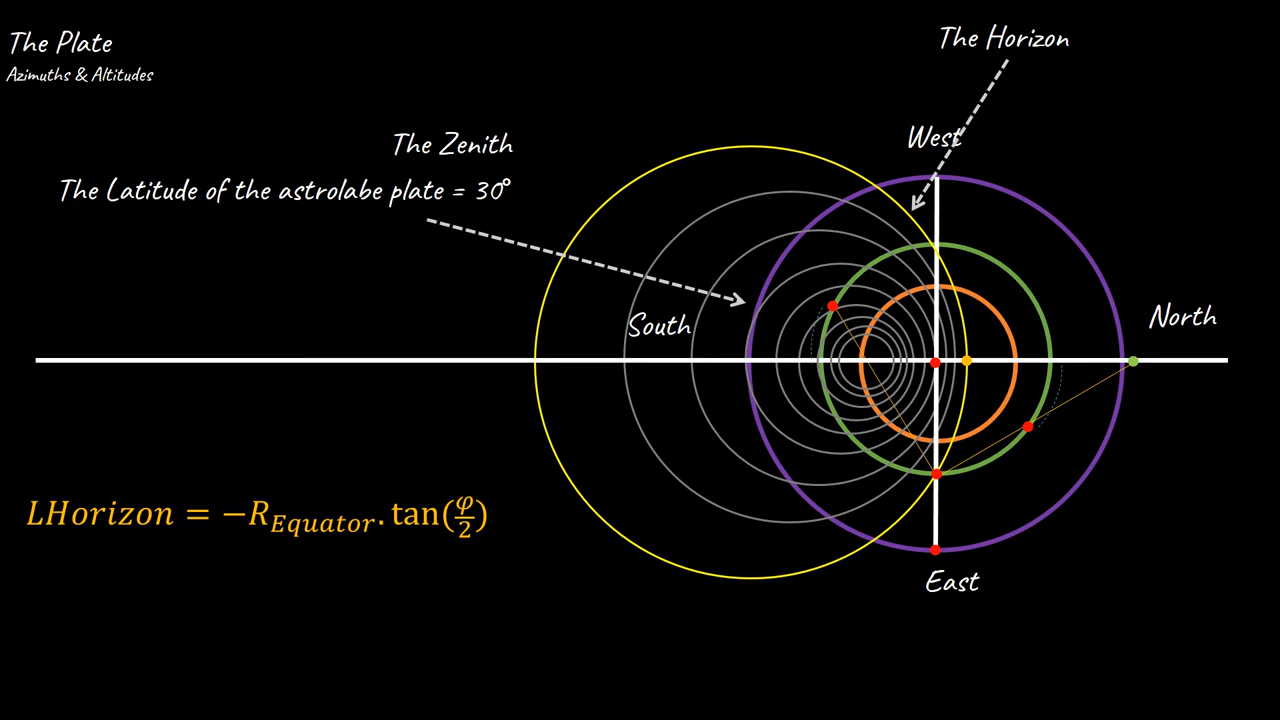 The Plate
Azimuths & Altitudes
The Horizon
West
The Zenith
The Latitude of the astrolabe plate = 30°
South
North
LHorizon = −R_Equator . tan(φ/2)
East